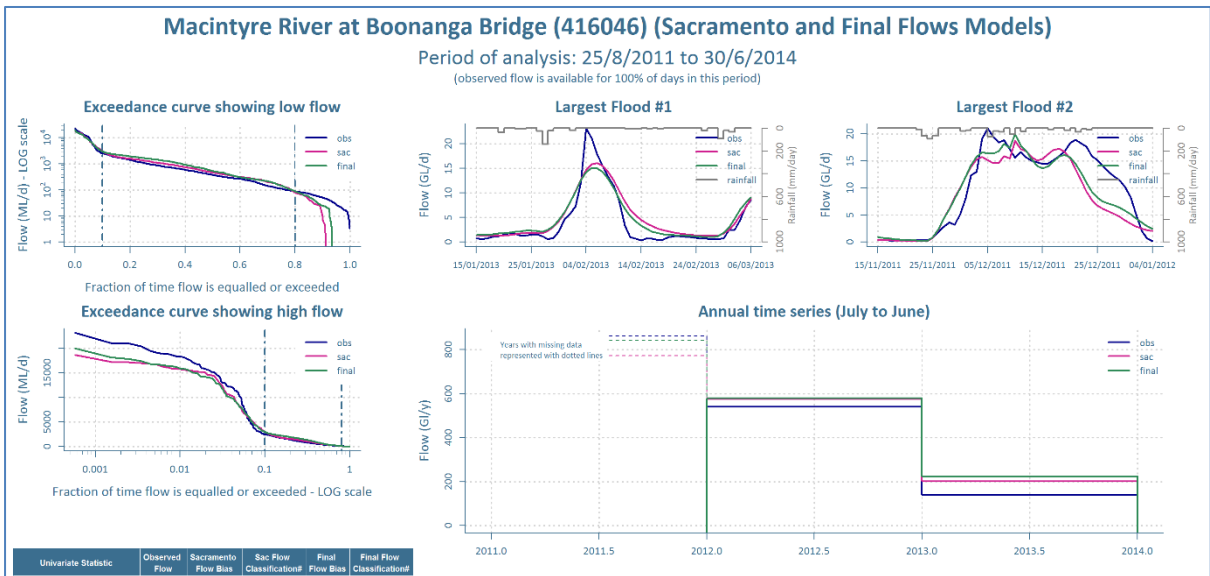 Macintyre River at Boonanga Bridge (416046) (Sacramento and Final Flows Models)
Period of analysis: 25/8/2011 to 30/6/2014
(observed flow is available for 100% of days in this period)
Exceedance curve showing low flow
Flow (ML/d) - LOG scale
10^4
10^3
10^2
10
1
obs
sac
final
0.0 0.2 0.4 0.6 0.8 1.0
Fraction of time flow is equalled or exceeded
Largest Flood #1
Flow (GL/d)
20
15
10
5
0
obs
sac
final
rainfall
0
200
600
1000
Rainfall (mm/day)
15/01/2013 25/01/2013 04/02/2013 14/02/2013 24/02/2013 06/03/2013
Largest Flood #2
Flow (GL/d)
20
15
10
5
0
obs
sac
final
rainfall
0
200
600
1000
Rainfall (mm/day)
15/11/2011 25/11/2011 05/12/2011 15/12/2011 25/12/2011 04/01/2012
Exceedance curve showing high flow
Flow (ML/d)
15000
5000
0
obs
sac
final
0.001 0.01 0.1 1
Fraction of time flow is equalled or exceeded - LOG scale
Annual time series (July to June)
Flow (Gl/y)
800
600
400
200
0
Years with missing data
represented with dotted lines
obs
sac
final
2011.0 2011.5 2012.0 2012.5 2013.0 2013.5 2014.0
Univariate Statistic
Observed
Flow
Sacramento
Flow Bias
Sac Flow
Classification#
Final
Flow Bias
Final Flow
Classification#